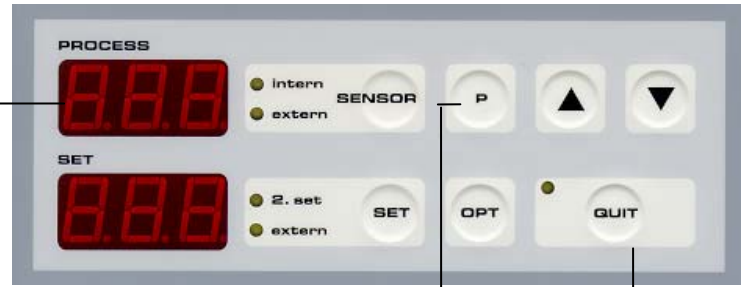 PROCESS
intern
SENSOR
extern
P
▲
▼
SET
2. set
SET
extern
OPT
QUIT